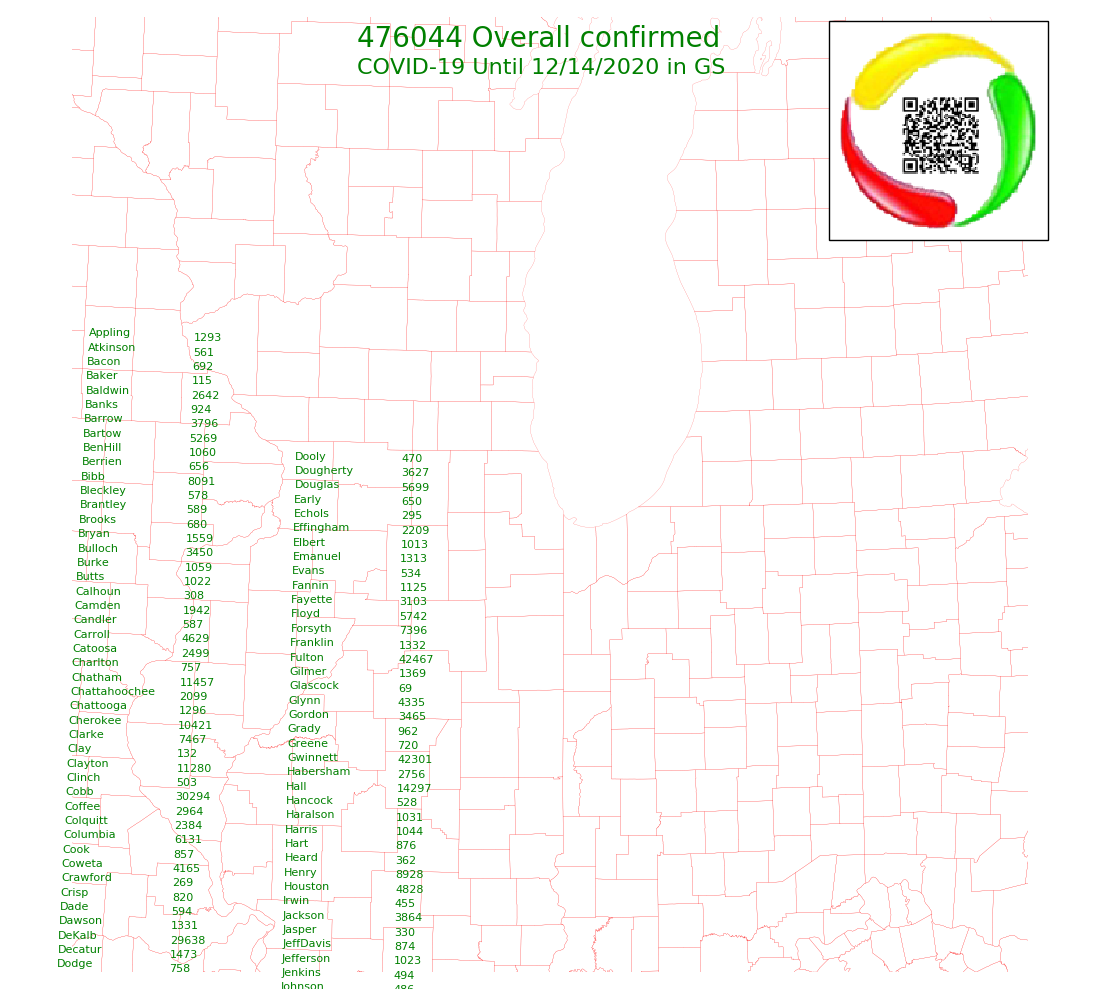 476044 Overall confirmed
COVID-19 Until 12/14/2020 in GS
Appling 1293
Atkinson 561
Bacon 692
Baker 115
Baldwin 2642
Banks 924
Barrow 3796
Bartow 5269
BenHill 1060
Berrien 656
Bibb 8091
Bleckley 578
Brantley 589
Brooks 680
Bryan 1559
Bulloch 3450
Burke 1059
Butts 1022
Calhoun 308
Camden 1942
Candler 587
Carroll 4629
Catoosa 2499
Charlton 757
Chatham 11457
Chattahoochee 2099
Chattooga 1296
Cherokee 10421
Clarke 7467
Clay 132
Clayton 11280
Clinch 503
Cobb 30294
Coffee 2964
Colquitt 2384
Columbia 6131
Cook 857
Coweta 4165
Crawford 269
Crisp 820
Dade 594
Dawson 1331
DeKalb 29638
Decatur 1473
Dodge 758
Dooly 470
Dougherty 3627
Douglas 5699
Early 650
Echols 295
Effingham 2209
Elbert 1013
Emanuel 1313
Evans 534
Fannin 1125
Fayette 3103
Floyd 5742
Forsyth 7396
Franklin 1332
Fulton 42467
Gilmer 1369
Glascock 69
Glynn 4335
Gordon 3465
Grady 962
Greene 720
Gwinnett 42301
Habersham 2756
Hall 14297
Hancock 528
Haralson 1031
Harris 1044
Hart 876
Heard 362
Henry 8928
Houston 4828
Irwin 455
Jackson 3864
Jasper 330
JeffDavis 874
Jefferson 1023
Jenkins 494
Johnson 486